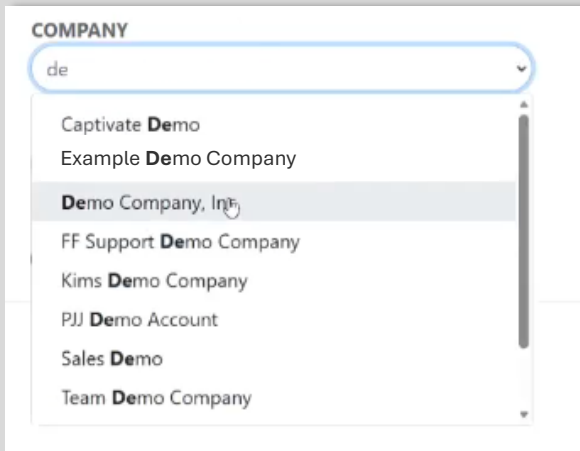 COMPANY
de
Captivate Demo
Example Demo Company
Demo Company, Inc
FF Support Demo Company
Kims Demo Company
PJJ Demo Account
Sales Demo
Team Demo Company